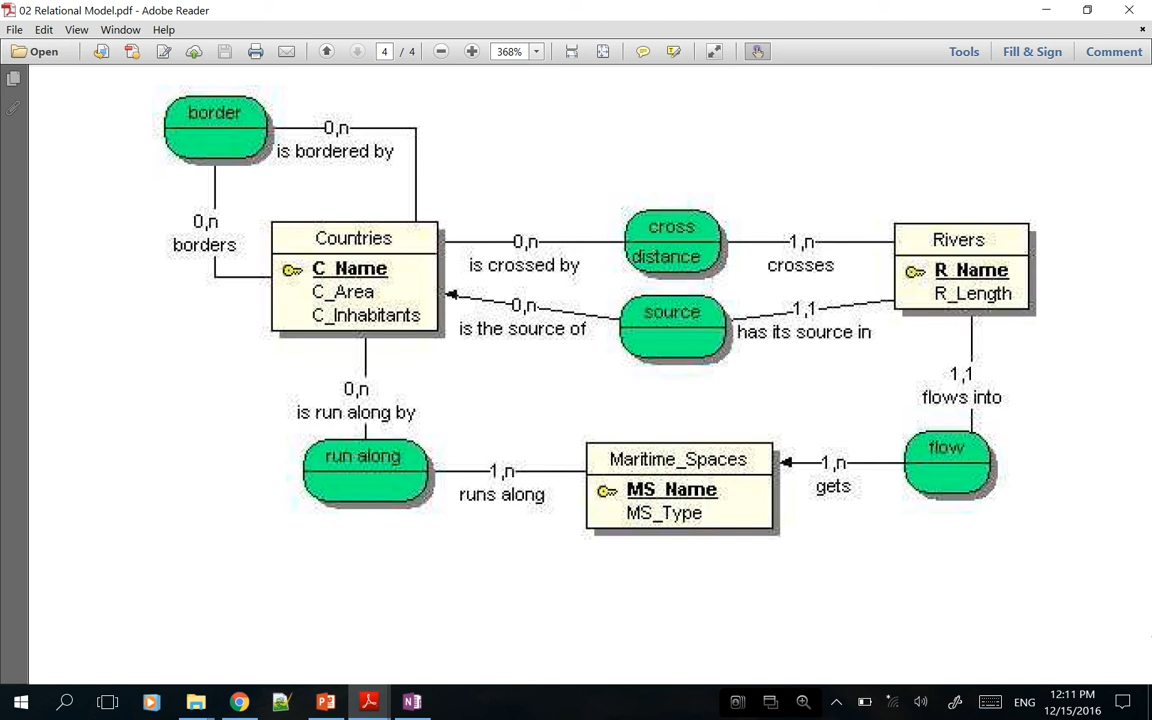 02 Relational Model.pdf - Adobe Reader
File Edit View Window Help
Open 4 / 4 368% Tools Fill & Sign Comment
border
0,n
is bordered by
0,n
borders
Countries
C_Name
C_Area
C_Inhabitants
0,n
is crossed by
cross
distance
1,n
crosses
Rivers
R_Name
R_Length
0,n
is the source of
source
1,1
has its source in
1,1
flows into
0,n
is run along by
run along
1,n
runs along
Maritime_Spaces
MS_Name
MS_Type
1,n
gets
flow
ENG
12:11 PM
12/15/2016